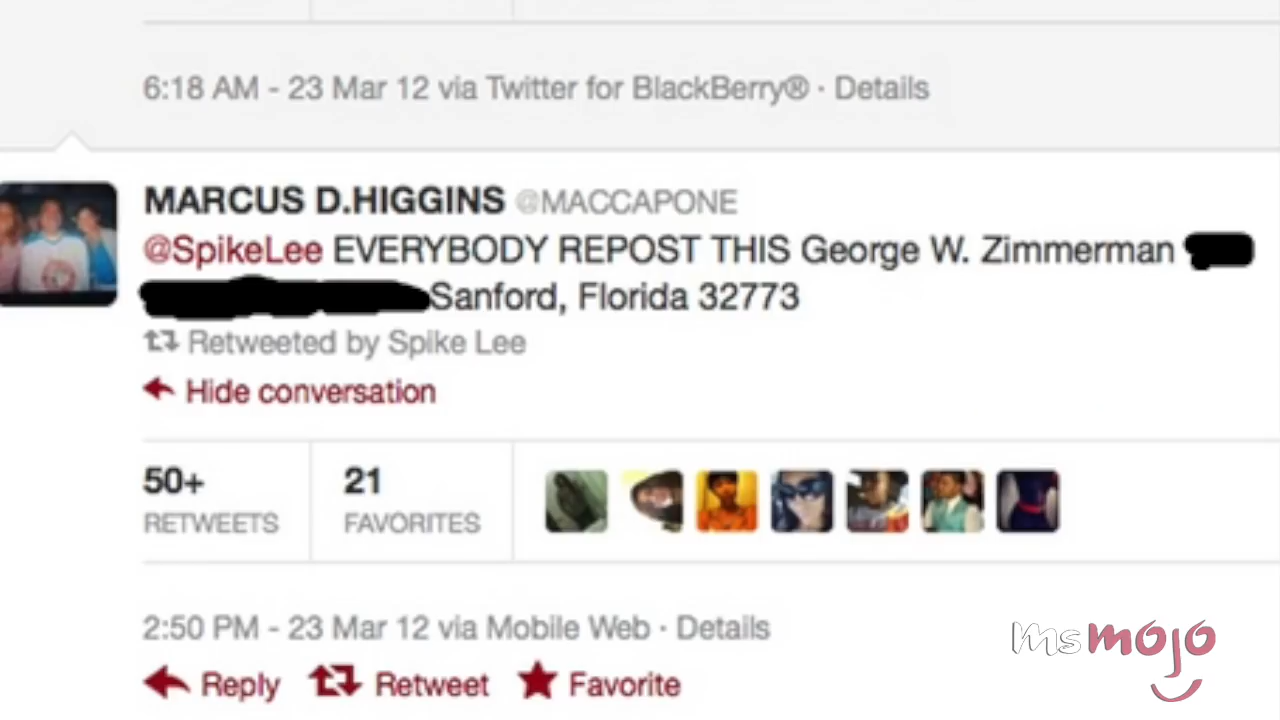 6:18 AM - 23 Mar 12 via Twitter for BlackBerry® · Details
MARCUS D.HIGGINS @MACCAPONE
@SpikeLee EVERYBODY REPOST THIS George W. Zimmerman
Sanford, Florida 32773
Retweeted by Spike Lee
Hide conversation
50+ 21
RETWEETS FAVORITES
2:50 PM - 23 Mar 12 via Mobile Web · Details
Reply Retweet Favorite
msmojo